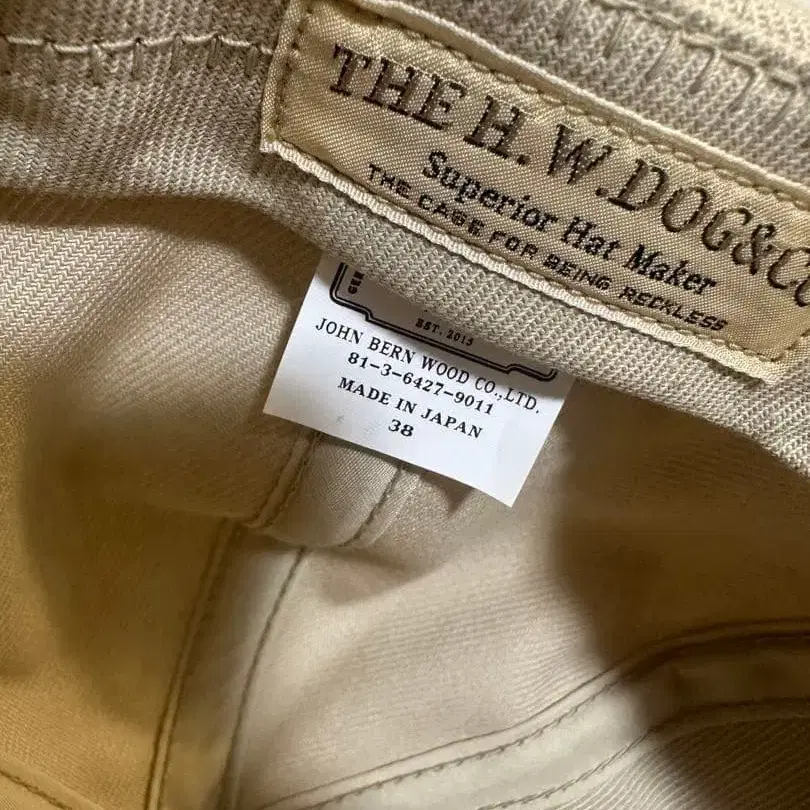 THE H.W.DOG&CO
Superior Hat Maker
THE CAGE FOR BEING RECKLESS
EST. 2015
JOHN BERN WOOD CO.,LTD.
81-3-6427-9011
MADE IN JAPAN
38